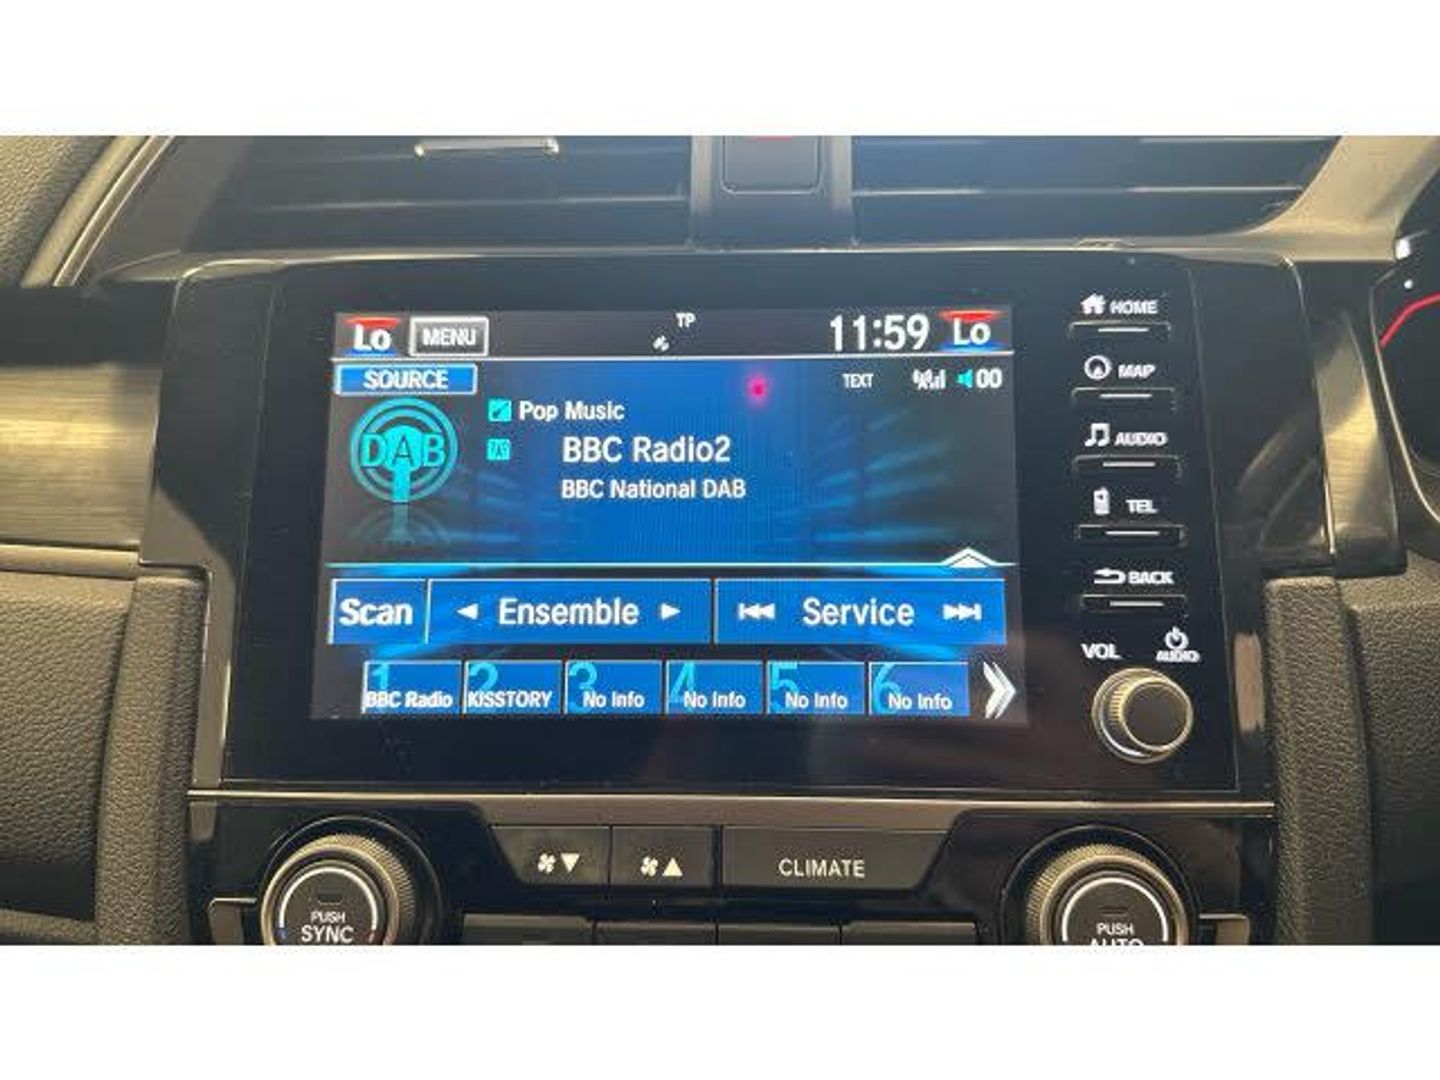 Lo MENU TP 11:59 Lo
SOURCE TEXT 00
DAB Pop Music
BBC Radio2
BBC National DAB
Scan Ensemble Service
1 BBC Radio 2 KISSTORY 3 No Info 4 No Info 5 No Info 6 No Info
HOME
MAP
AUDIO
TEL
BACK
VOL AUDIO
CLIMATE
PUSH
SYNC
PUSH
AUTO